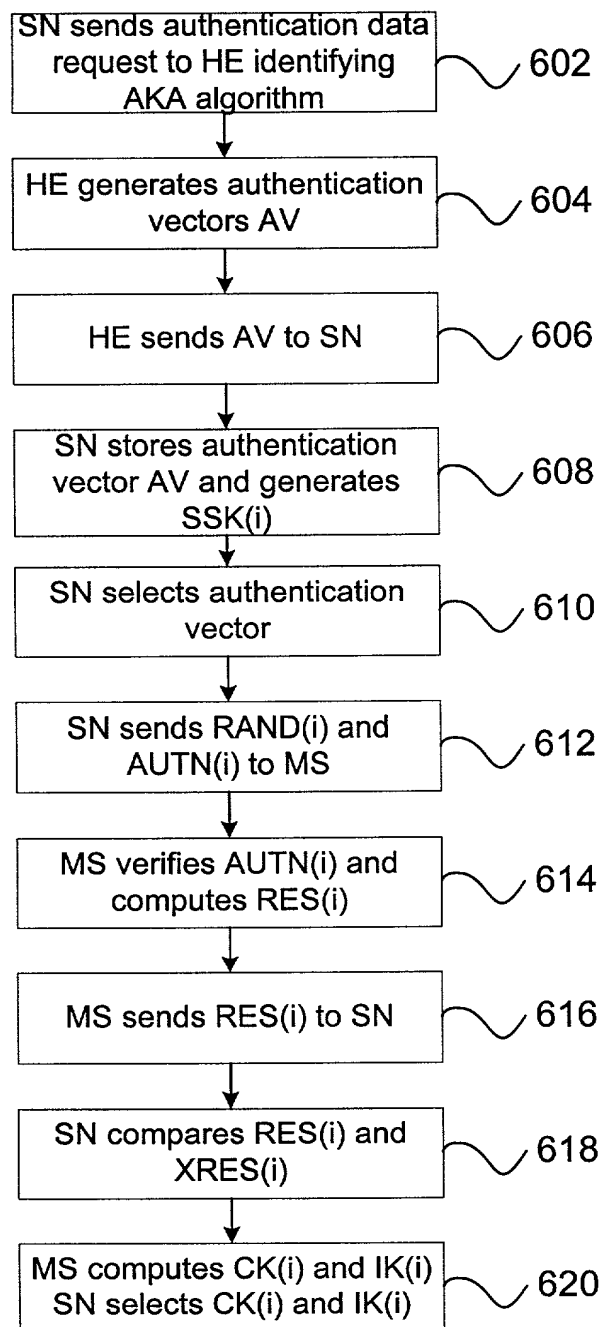 SN sends authentication data
request to HE identifying
AKA algorithm
602
HE generates authentication
vectors AV
604
HE sends AV to SN
606
SN stores authentication
vector AV and generates
SSK(i)
608
SN selects authentication
vector
610
SN sends RAND(i) and
AUTN(i) to MS
612
MS verifies AUTN(i) and
computes RES(i)
614
MS sends RES(i) to SN
616
SN compares RES(i) and
XRES(i)
618
MS computes CK(i) and IK(i)
SN selects CK(i) and IK(i)
620